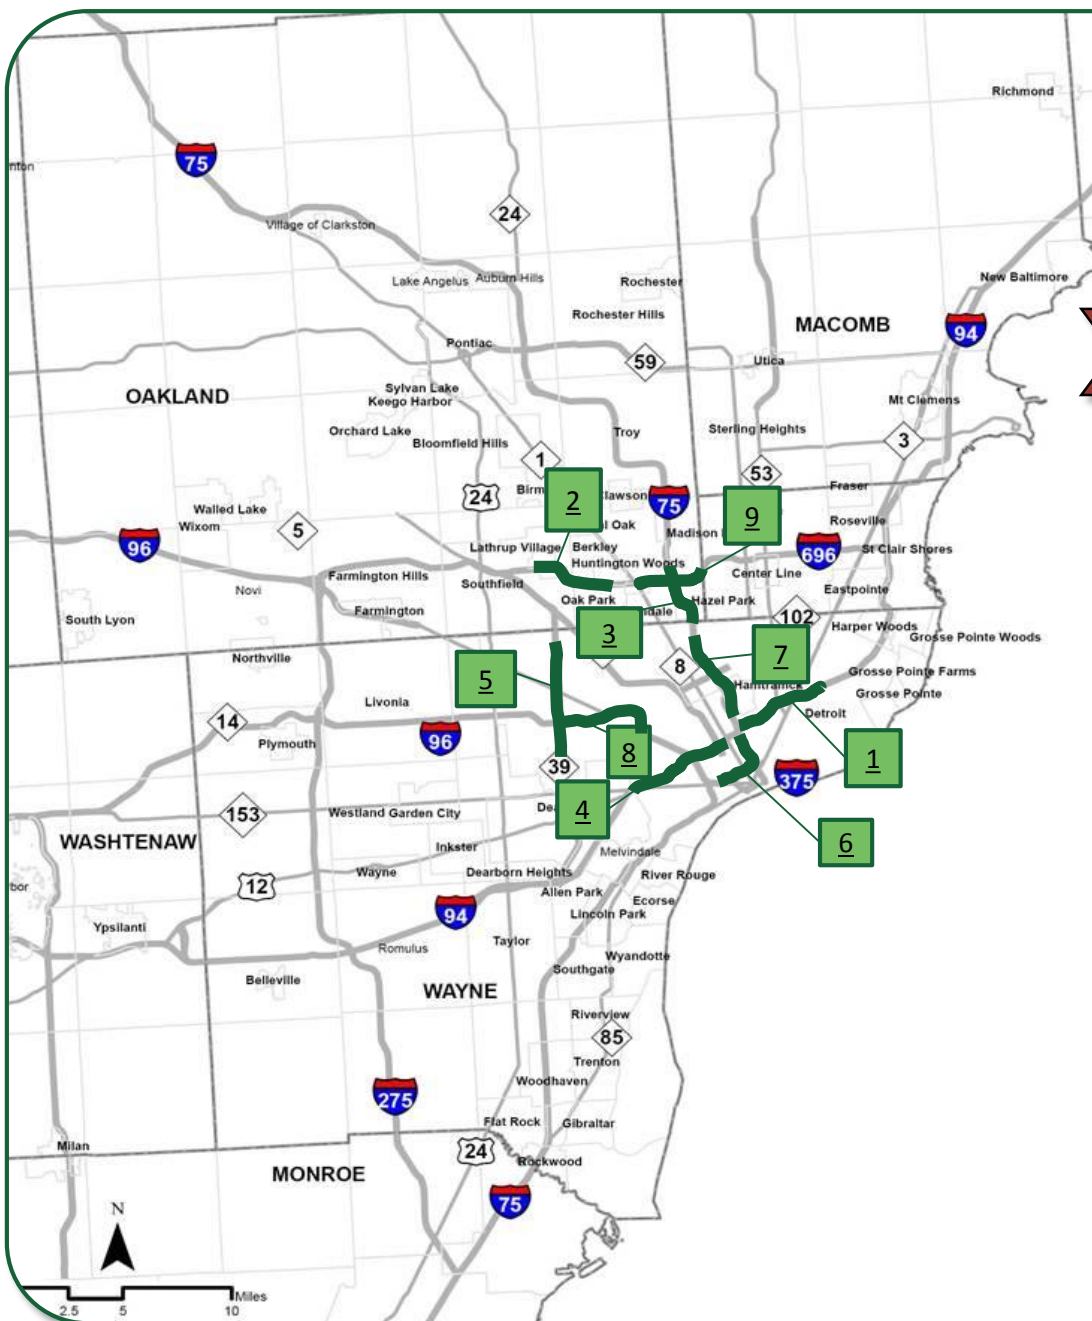 Richmond
nton
75
24
Village of Clarkston
New Baltimore
Lake Angelus
Auburn Hills
Rochester
Rochester Hills
MACOMB
94
Pontiac
59
Utica
OAKLAND
Sylvan Lake
Keego Harbor
Mt Clemens
Orchard Lake
Bloomfield Hills
Troy
Sterling Heights
3
1
53
24
Birm
2
Clawson
75
Fraser
Walled Lake
Wixom
5
96
9
Roseville
Madison
Lathrup Village
Berkley
696
St Clair Shores
Huntington Woods
Center Line
Novi
Farmington Hills
Southfield
Eastpointe
Oak Park
dale
Hazel Park
South Lyon
Farmington
102
Harper Woods
Grosse Pointe Woods
3
7
Northville
8
5
Grosse Pointe Farms
Hamtramck
Grosse Pointe
Livonia
Detroit
14
Plymouth
96
8
1
39
375
4
De
153
Westland
Garden City
WASHTENAW
6
Inkster
Melvindale
bor
12
Wayne
Dearborn Heights
River Rouge
Allen Park
Ecorse
94
Lincoln Park
Ypsilanti
Romulus
Taylor
Wyandotte
Southgate
Belleville
WAYNE
Riverview
85
Trenton
Woodhaven
275
Flat Rock
Gibraltar
Milan
24
Rockwood
MONROE
75
N
Miles
2.5 5 10